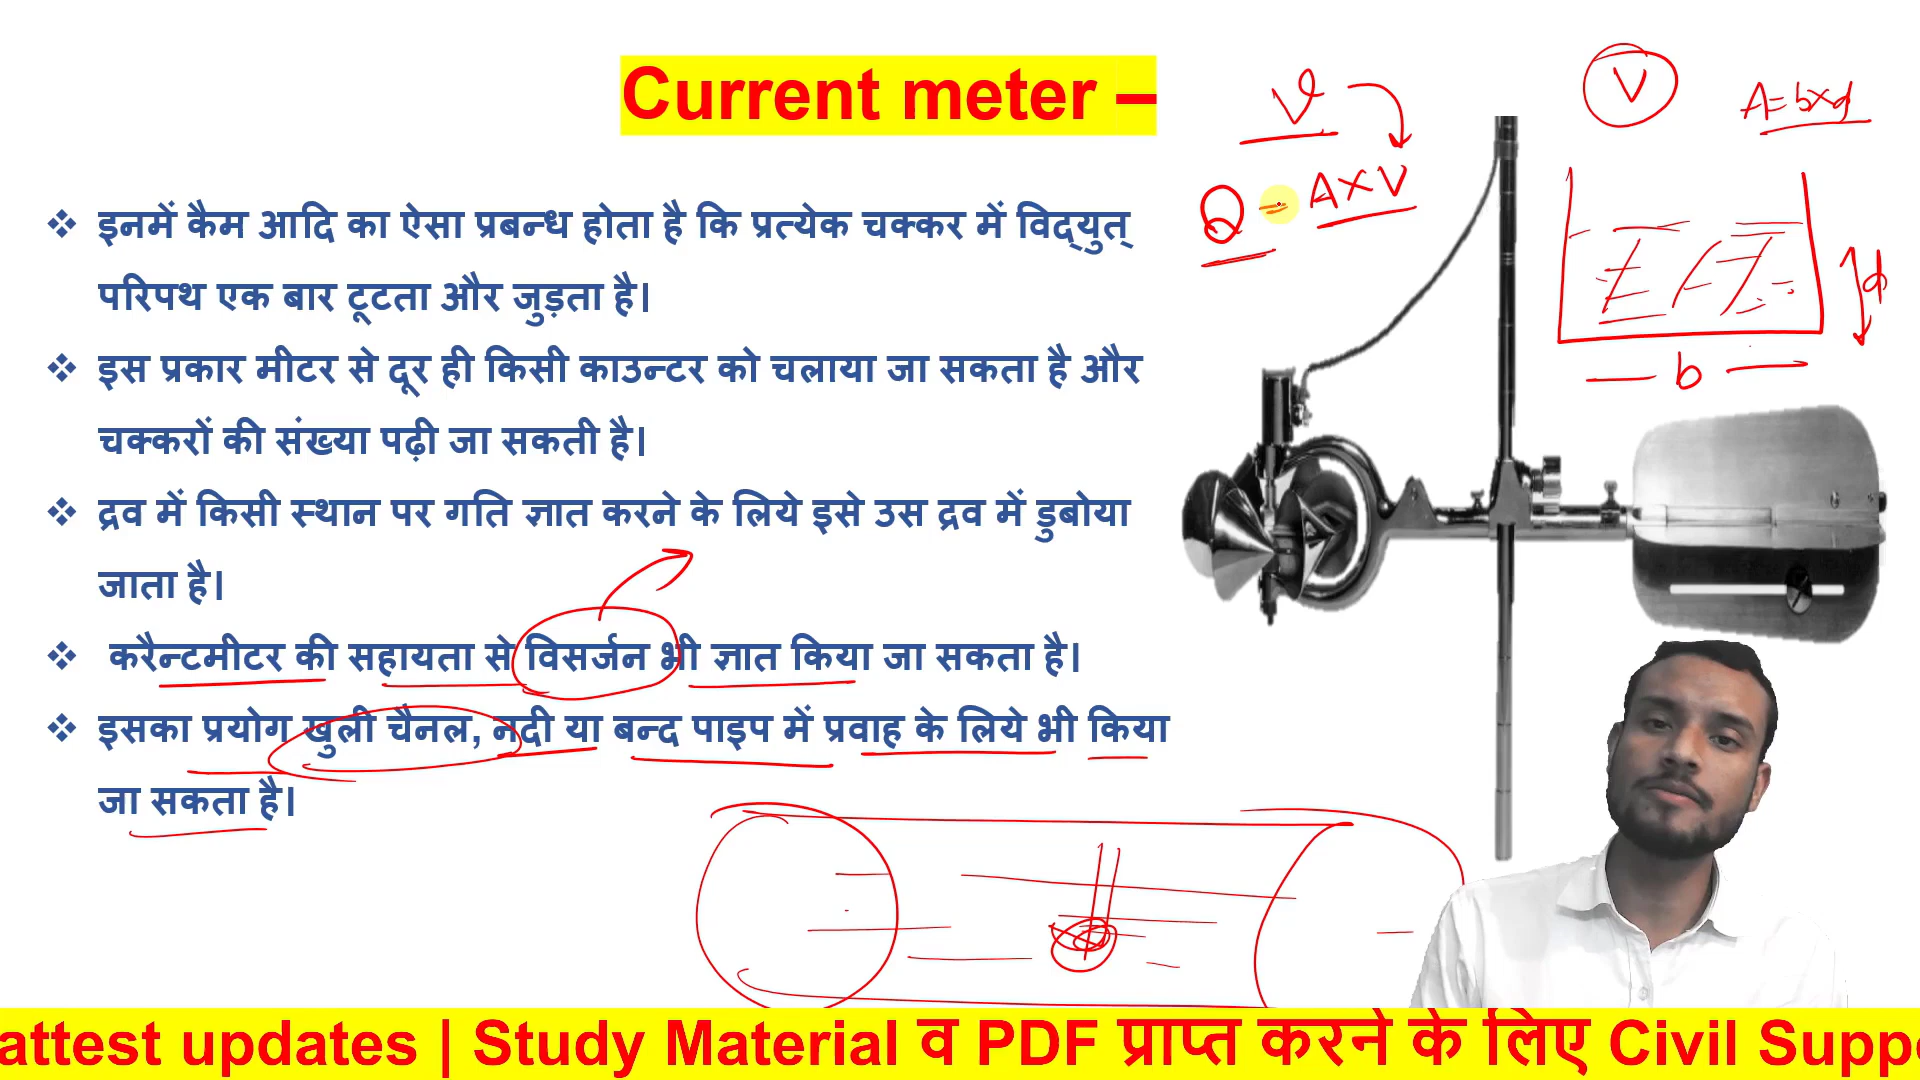 Current meter –
इनमें कैम आदि का ऐसा प्रबन्ध होता है कि प्रत्येक चक्कर में विद्युत्
परिपथ एक बार टूटता और जुड़ता है।
इस प्रकार मीटर से दूर ही किसी काउन्टर को चलाया जा सकता है और
चक्करों की संख्या पढ़ी जा सकती है।
द्रव में किसी स्थान पर गति ज्ञात करने के लिये इसे उस द्रव में डुबोया
जाता है।
करैन्टमीटर की सहायता से विसर्जन भी ज्ञात किया जा सकता है।
इसका प्रयोग खुली चैनल, नदी या बन्द पाइप में प्रवाह के लिये भी किया
जा सकता है।
V
Q = A×V
V
A=b×d
d
b
attest updates | Study Material व PDF प्राप्त करने के लिए Civil Supp